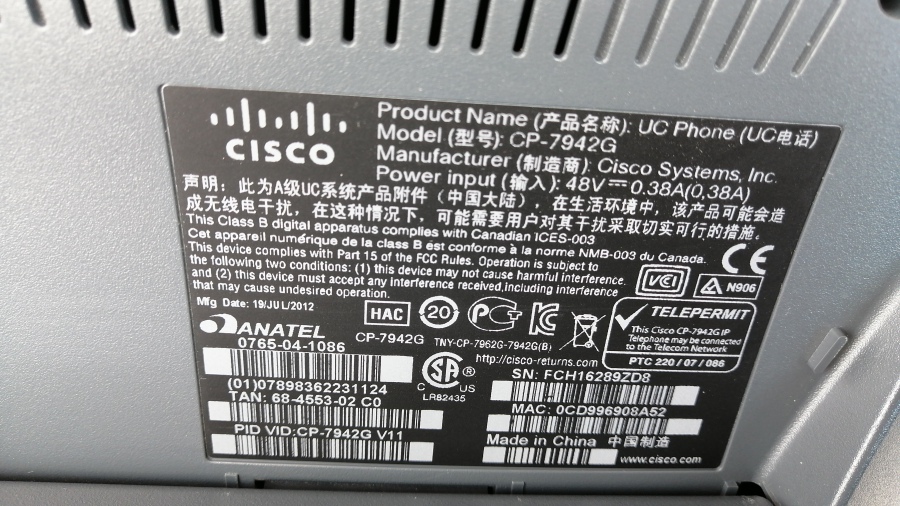 CISCO
Product Name (产品名称): UC Phone (UC电话)
Model (型号): CP-7942G
Manufacturer (制造商): Cisco Systems, Inc.
Power input (输入): 48V⎓0.38A(0,38A)
声明: 此为A级UC系统产品附件（中国大陆），在生活环境中，该产品可能会造
成无线电干扰，在这种情况下，可能需要用户对其干扰采取切实可行的措施。
This Class B digital apparatus complies with Canadian ICES-003
Cet appareil numérique de la class B est conforme à la norme NMB-003 du Canada.
This device complies with Part 15 of the FCC Rules. Operation is subject to
the following two conditions: (1) this device may not cause harmful interference.
and (2) this device must accept any interference received,including interference
that may cause undesired operation.
CE
VCI
N906
Mfg Date: 19/JUL/2012
HAC
20
TELEPERMIT
This Cisco CP-7942G IP
Telephone may be connected
to the Telecom Network
PTC 220 / 07 / 086
ANATEL
0765-04-1086
CP-7942G
TNY-CP-7962G-7942G(B)
http://cisco-returns.com
SA ®
C US
LR82435
(01)07898362231124
TAN: 68-4553-02 C0
PID VID:CP-7942G V11
SN: FCH16289ZD8
MAC: 0CD996908A52
Made in China 中国制造
www.cisco.com